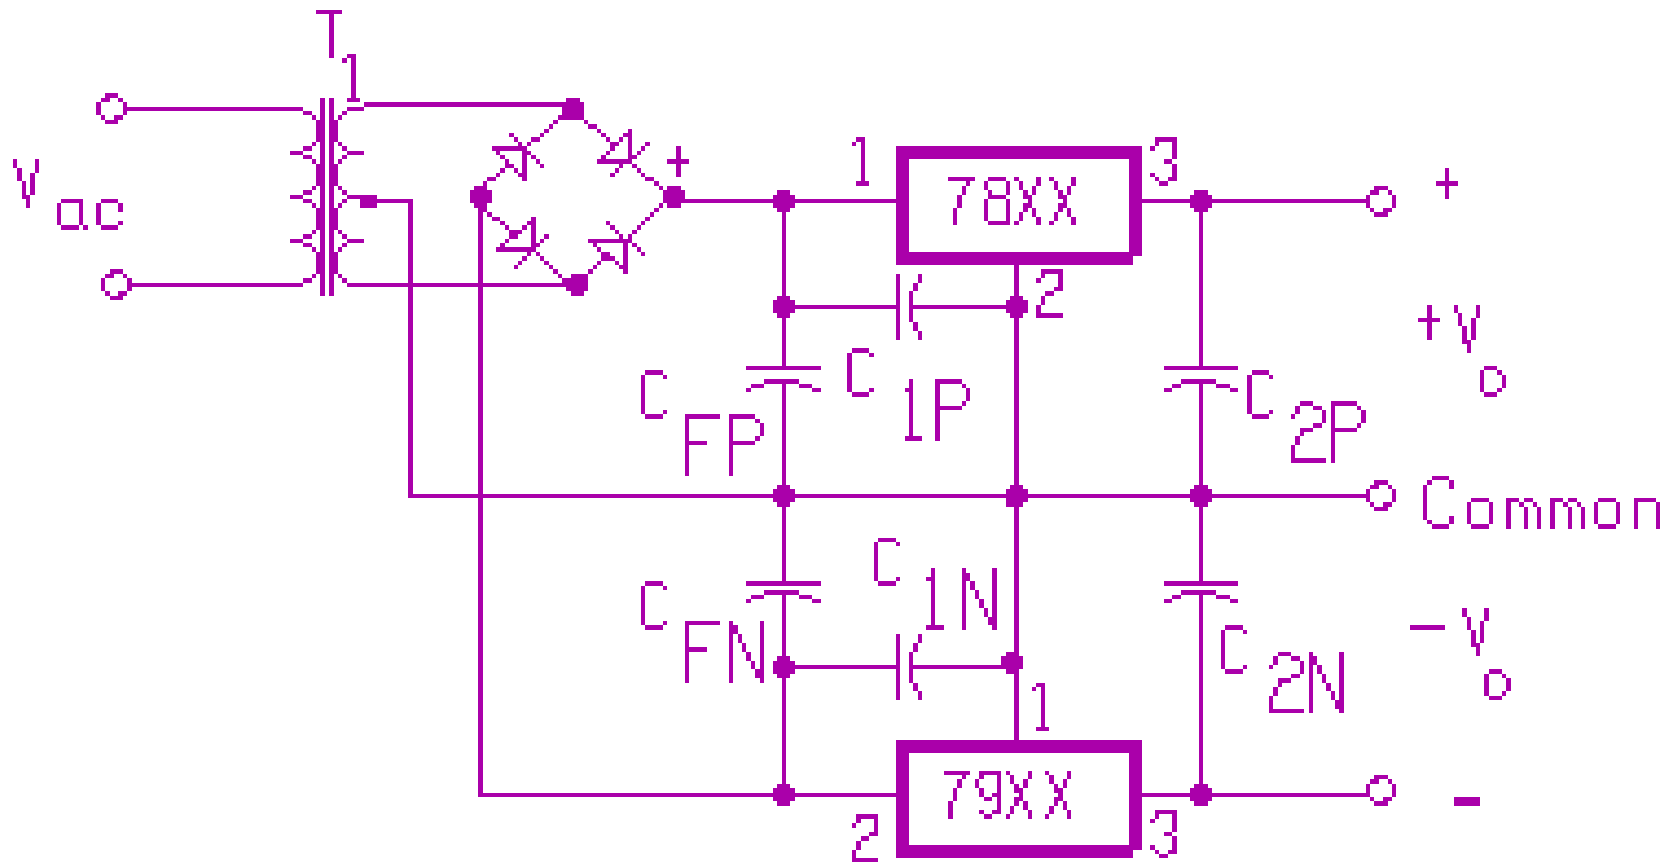 T1
Vac
+
1
78XX
3
+
2
+Vo
CFP
C1P
C2P
Common
CFN
C1N
C2N
-Vo
1
2
79XX
3
-